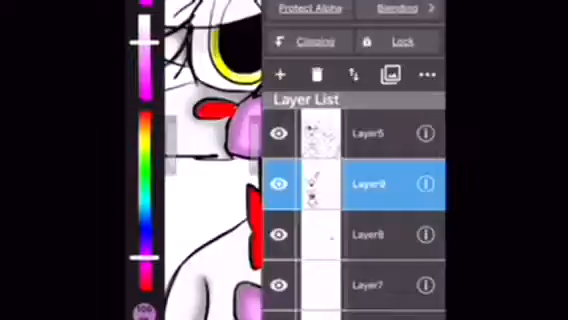 Protect Alpha Blending
Clipping Lock
Layer List
Layer5
Layer9
Layer8
Layer7